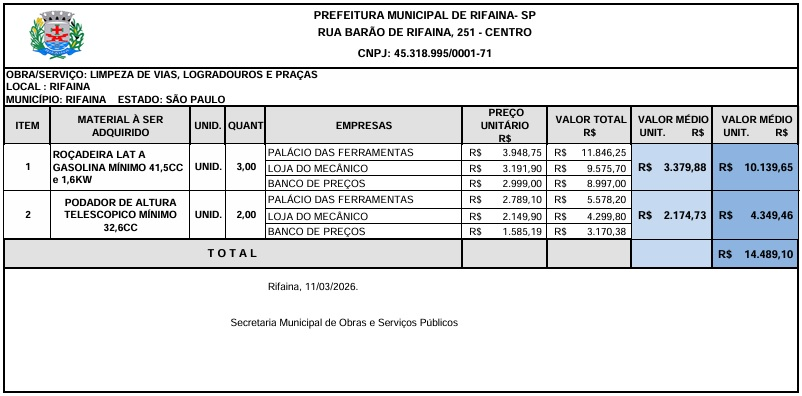 PREFEITURA MUNICIPAL DE RIFAINA- SP
RUA BARÃO DE RIFAINA, 251 - CENTRO
CNPJ: 45.318.995/0001-71
OBRA/SERVIÇO: LIMPEZA DE VIAS, LOGRADOUROS E PRAÇAS
LOCAL : RIFAINA
MUNICÍPIO: RIFAINA ESTADO: SÃO PAULO
ITEM MATERIAL À SER ADQUIRIDO UNID. QUANT EMPRESAS PREÇO UNITÁRIO R$ VALOR TOTAL R$ VALOR MÉDIO UNIT. R$ VALOR MÉDIO UNIT. R$
1 ROÇADEIRA LAT A GASOLINA MÍNIMO 41,5CC e 1,6KW UNID. 3,00 PALÁCIO DAS FERRAMENTAS R$ 3.948,75 R$ 11.846,25 R$ 3.379,88 R$ 10.139,65
LOJA DO MECÂNICO R$ 3.191,90 R$ 9.575,70
BANCO DE PREÇOS R$ 2.999,00 R$ 8.997,00
2 PODADOR DE ALTURA TELESCOPICO MÍNIMO 32,6CC UNID. 2,00 PALÁCIO DAS FERRAMENTAS R$ 2.789,10 R$ 5.578,20 R$ 2.174,73 R$ 4.349,46
LOJA DO MECÂNICO R$ 2.149,90 R$ 4.299,80
BANCO DE PREÇOS R$ 1.585,19 R$ 3.170,38
T O T A L R$ 14.489,10
Rifaina, 11/03/2026.
Secretaria Municipal de Obras e Serviços Públicos